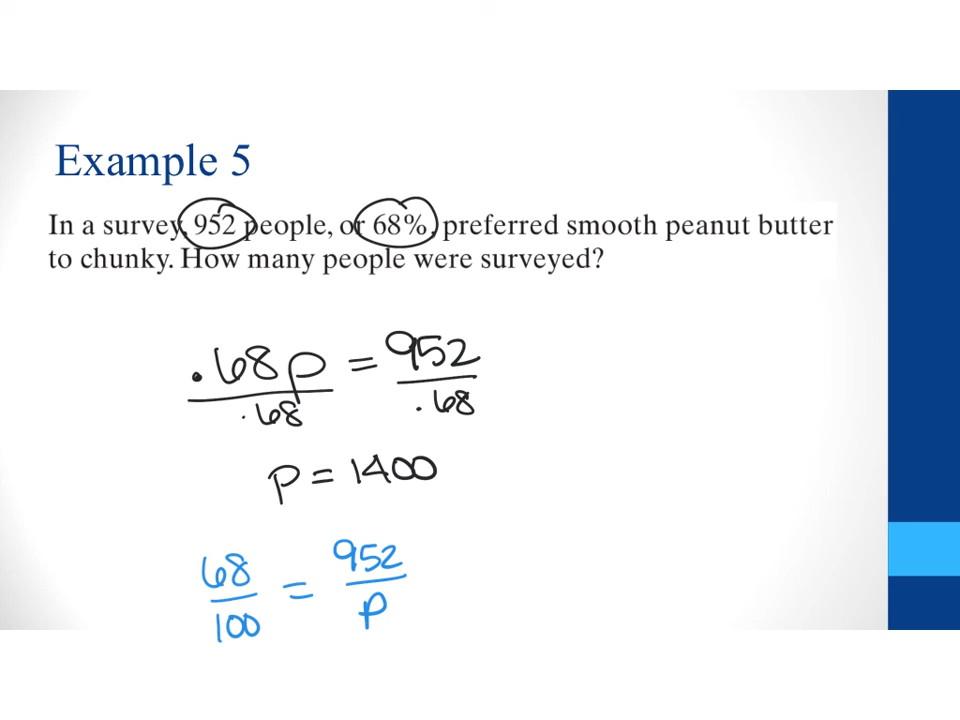 Example 5
In a survey, 952 people, or 68%, preferred smooth peanut butter
to chunky. How many people were surveyed?
.68p = 952
.68 .68
p = 1400
68 = 952
100 p